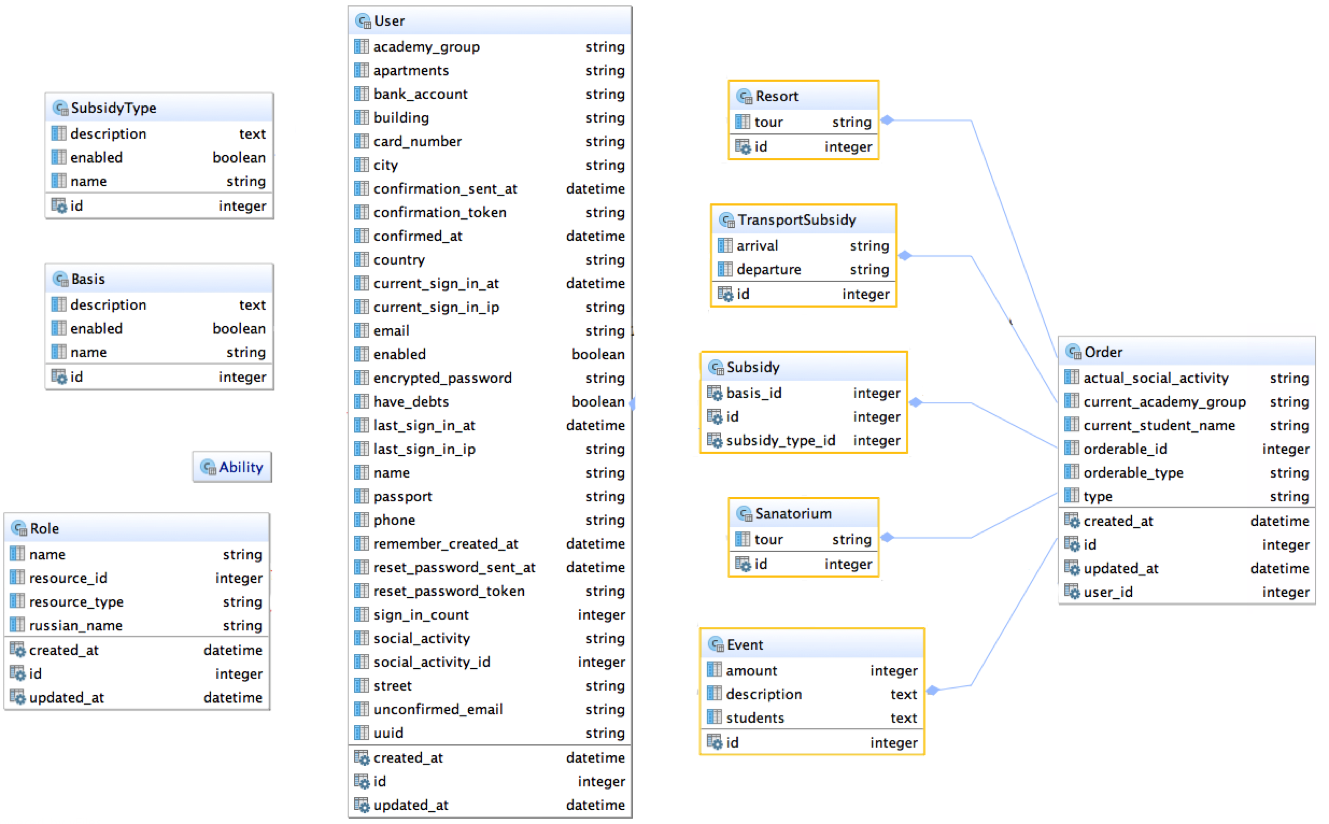 SubsidyType
description text
enabled boolean
name string
id integer
Basis
description text
enabled boolean
name string
id integer
Ability
Role
name string
resource_id integer
resource_type string
russian_name string
created_at datetime
id integer
updated_at datetime
User
academy_group string
apartments string
bank_account string
building string
card_number string
city string
confirmation_sent_at datetime
confirmation_token string
confirmed_at datetime
country string
current_sign_in_at datetime
current_sign_in_ip string
email string
enabled boolean
encrypted_password string
have_debts boolean
last_sign_in_at datetime
last_sign_in_ip string
name string
passport string
phone string
remember_created_at datetime
reset_password_sent_at datetime
reset_password_token string
sign_in_count integer
social_activity string
social_activity_id integer
street string
unconfirmed_email string
uuid string
created_at datetime
id integer
updated_at datetime
Resort
tour string
id integer
TransportSubsidy
arrival string
departure string
id integer
Subsidy
basis_id integer
id integer
subsidy_type_id integer
Sanatorium
tour string
id integer
Event
amount integer
description text
students text
id integer
Order
actual_social_activity string
current_academy_group string
current_student_name string
orderable_id integer
orderable_type string
type string
created_at datetime
id integer
updated_at datetime
user_id integer